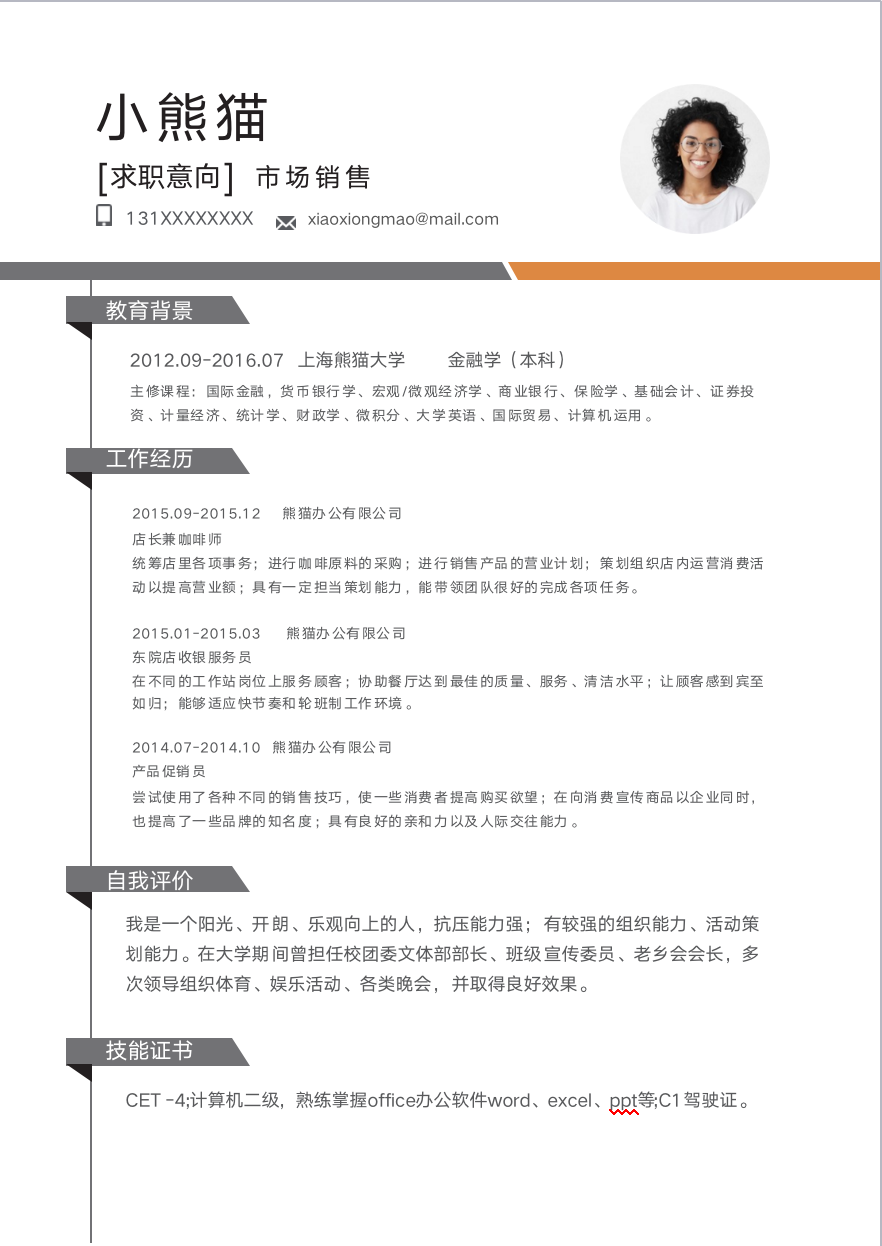 小熊猫
[求职意向] 市场销售
131XXXXXXXX xiaoxiongmao@mail.com
教育背景
2012.09-2016.07 上海熊猫大学 金融学（本科）
主修课程：国际金融，货币银行学、宏观/微观经济学、商业银行、保险学、基础会计、证券投
资、计量经济、统计学、财政学、微积分、大学英语、国际贸易、计算机运用。
工作经历
2015.09-2015.12 熊猫办公有限公司
店长兼咖啡师
统筹店里各项事务；进行咖啡原料的采购；进行销售产品的营业计划；策划组织店内运营消费活
动以提高营业额；具有一定担当策划能力，能带领团队很好的完成各项任务。
2015.01-2015.03 熊猫办公有限公司
东院店收银服务员
在不同的工作站岗位上服务顾客；协助餐厅达到最佳的质量、服务、清洁水平；让顾客感到宾至
如归；能够适应快节奏和轮班制工作环境。
2014.07-2014.10 熊猫办公有限公司
产品促销员
尝试使用了各种不同的销售技巧，使一些消费者提高购买欲望；在向消费宣传商品以企业同时，
也提高了一些品牌的知名度；具有良好的亲和力以及人际交往能力。
自我评价
我是一个阳光、开朗、乐观向上的人，抗压能力强；有较强的组织能力、活动策
划能力。在大学期间曾担任校团委文体部部长、班级宣传委员、老乡会会长，多
次领导组织体育、娱乐活动、各类晚会，并取得良好效果。
技能证书
CET -4;计算机二级，熟练掌握office办公软件word、excel、ppt等;C1驾驶证。